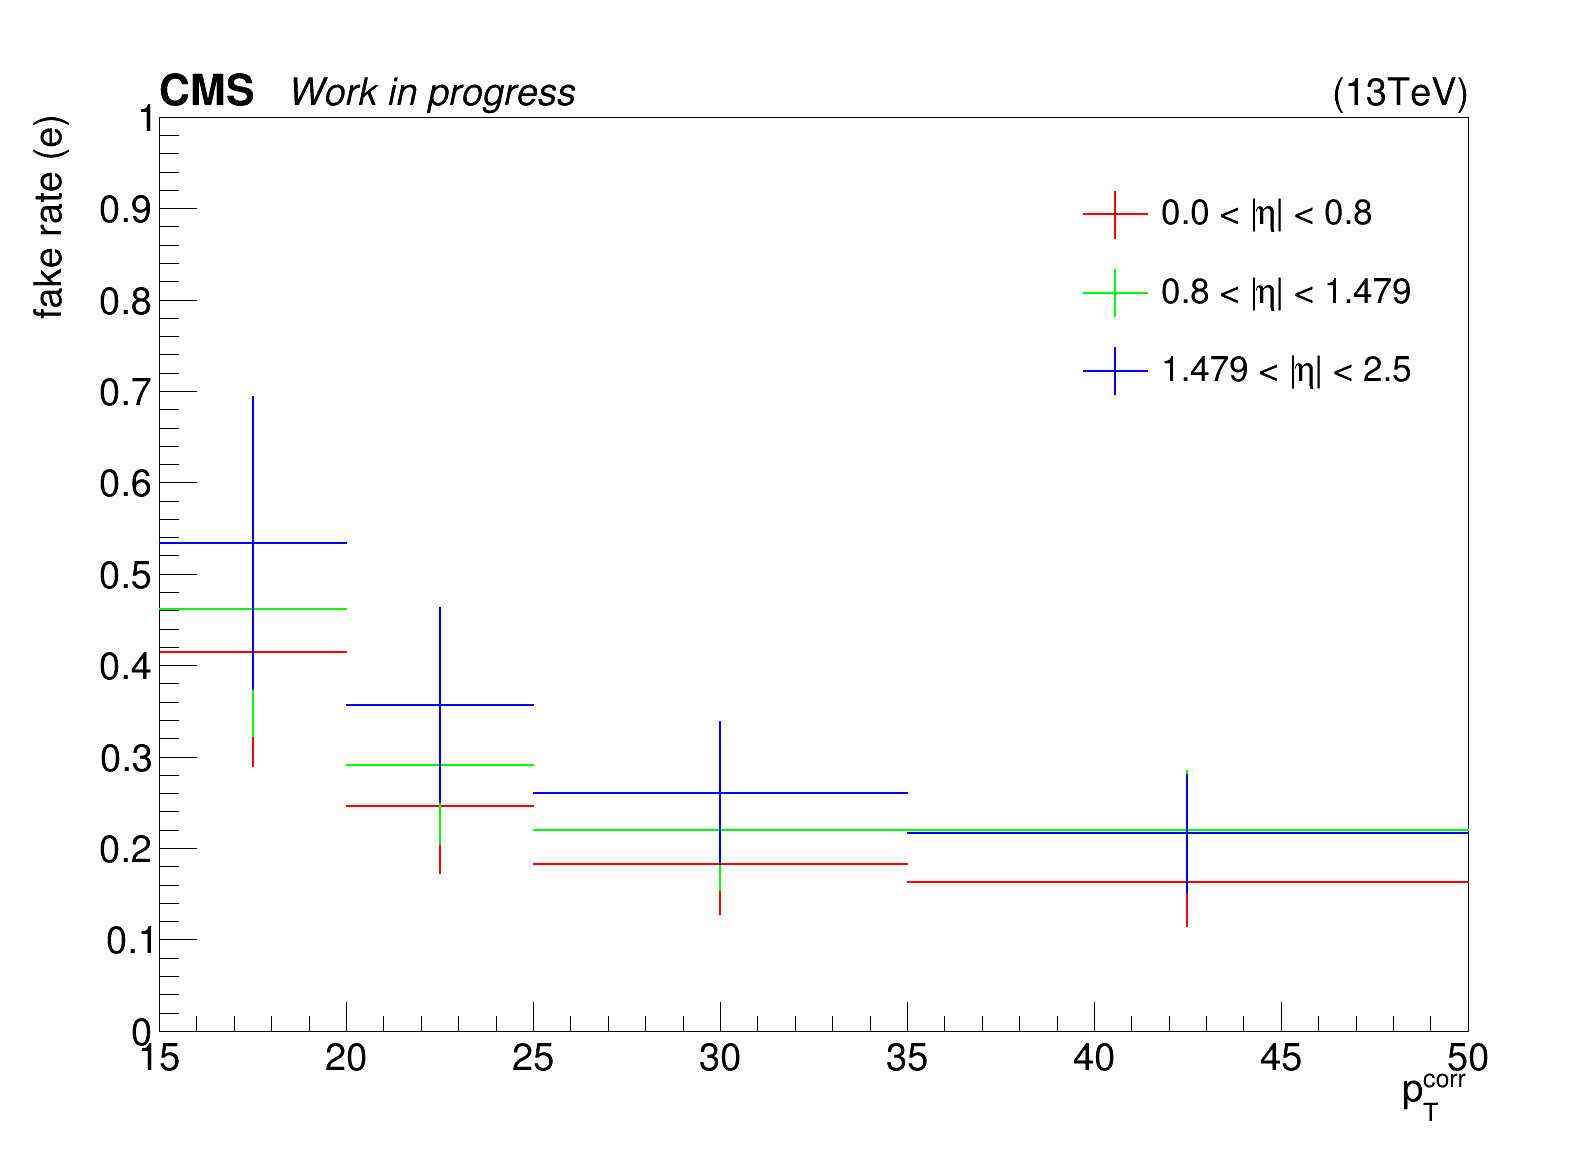 CMS Work in progress (13TeV)
fake rate (e)
1
0.9
0.8
0.7
0.6
0.5
0.4
0.3
0.2
0.1
0
0.0 < |η| < 0.8
0.8 < |η| < 1.479
1.479 < |η| < 2.5
15 20 25 30 35 40 45 50
p_T^corr